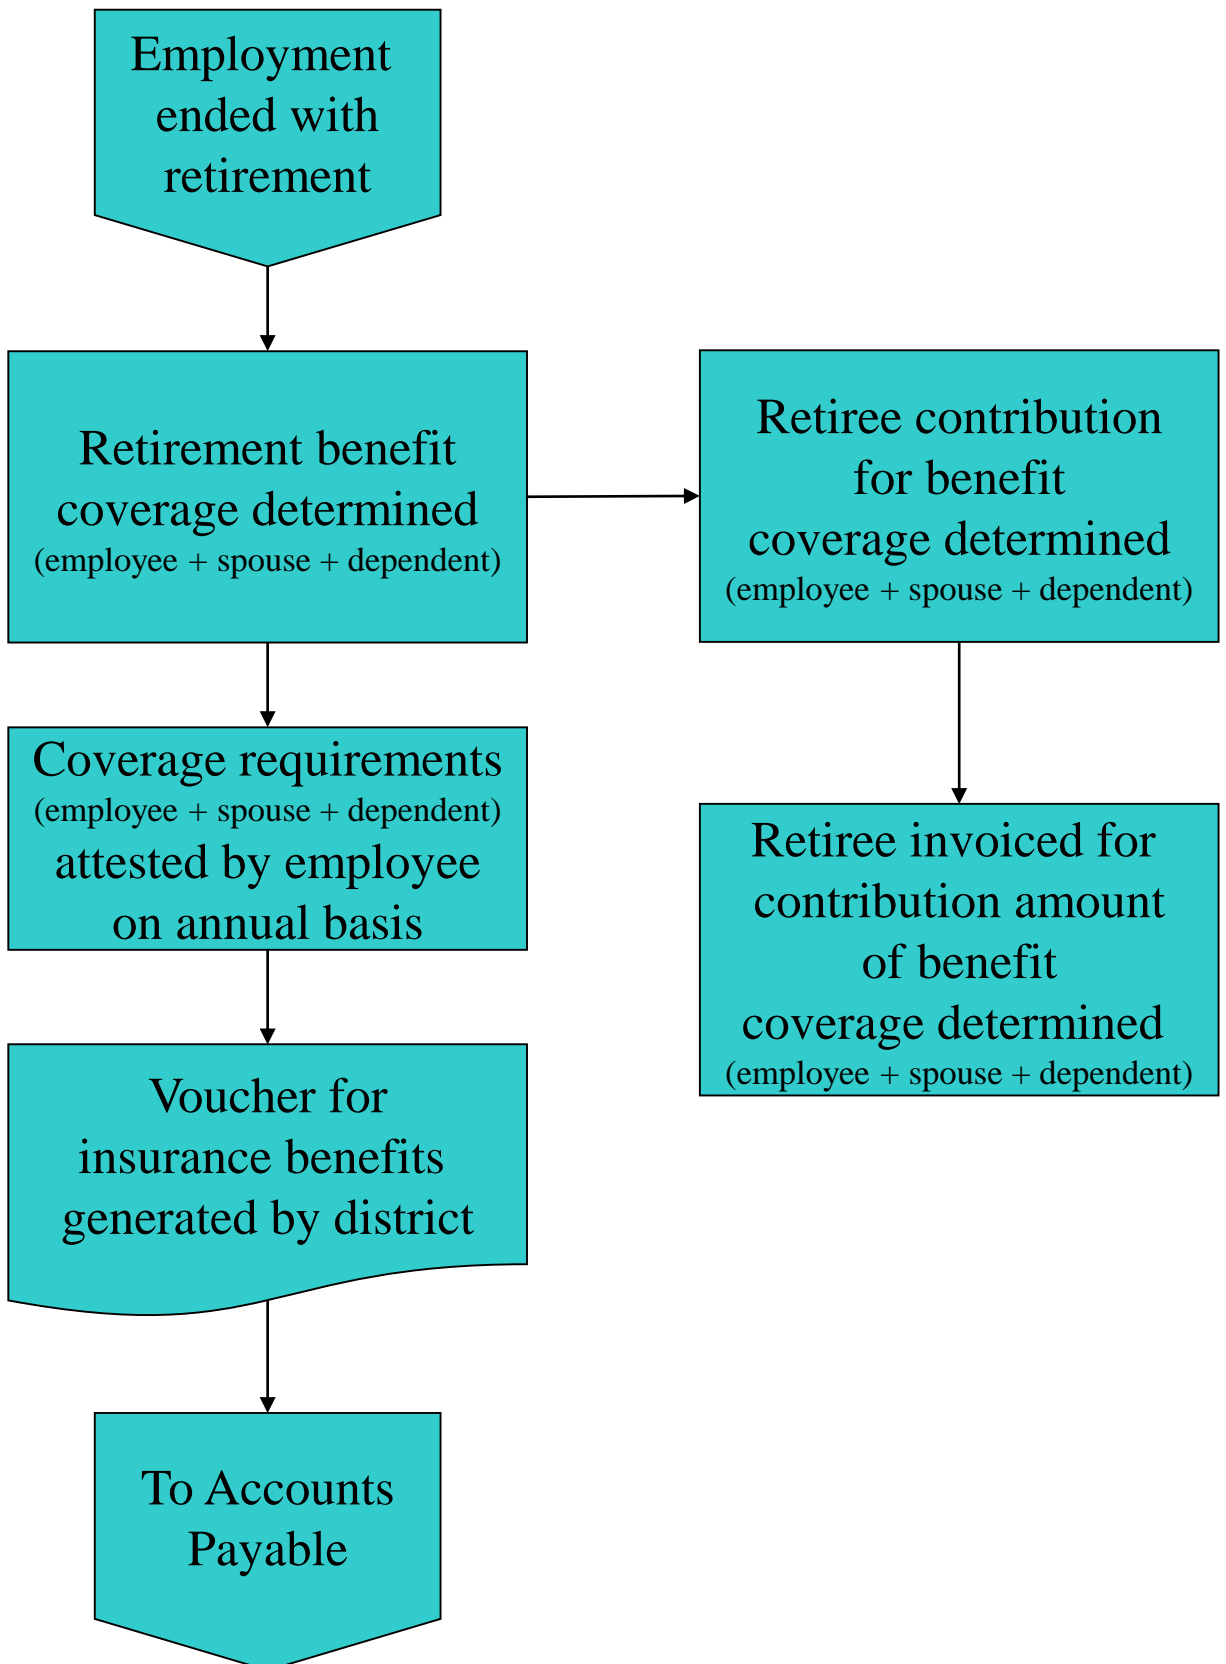 Employment
ended with
retirement
Retirement benefit
coverage determined
(employee + spouse + dependent)
Retiree contribution
for benefit
coverage determined
(employee + spouse + dependent)
Coverage requirements
(employee + spouse + dependent)
attested by employee
on annual basis
Retiree invoiced for
contribution amount
of benefit
coverage determined
(employee + spouse + dependent)
Voucher for
insurance benefits
generated by district
To Accounts
Payable